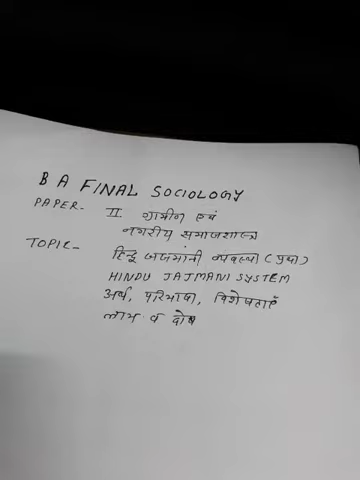 B A FINAL SOCIOLOGY
PAPER- II ग्रामीन एवं
नगरीय समाजशास्त्र
TOPIC- हिन्दू जजमांनी व्यवस्था (प्रथा)
HINDU JAJMANI SYSTEM
अर्थ, परिभाषा, विशेषताएं
लाभ व दोष